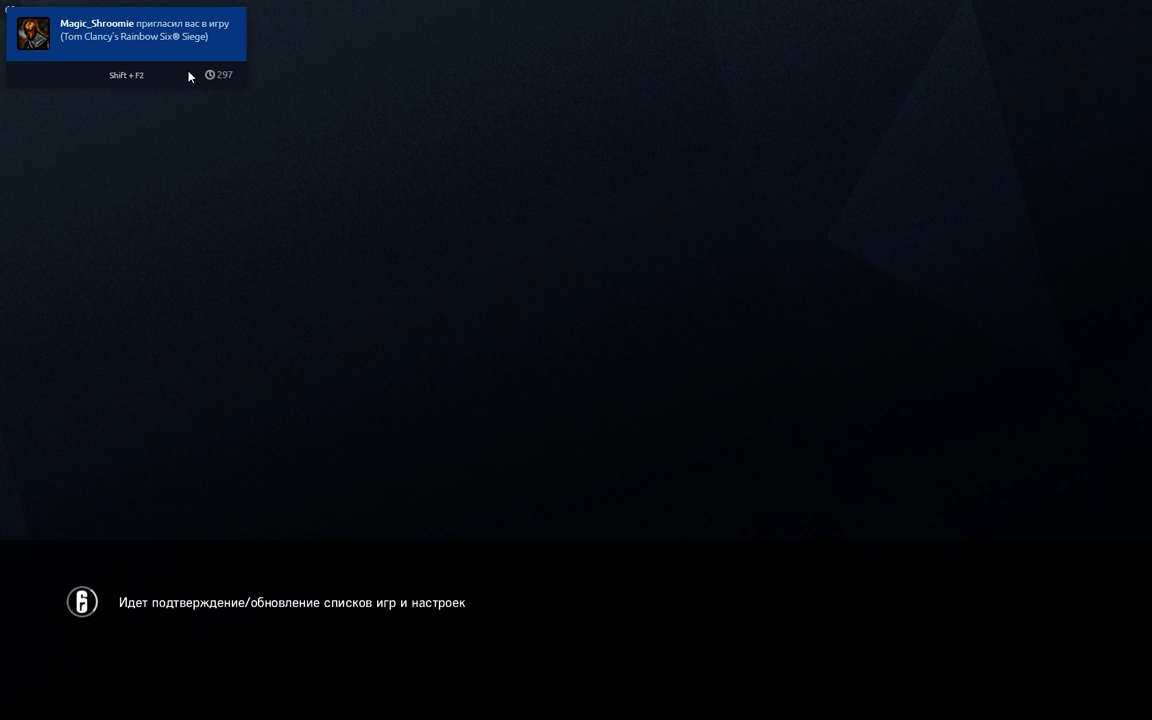 Magic_Shroomie пригласил вас в игру
(Tom Clancy's Rainbow Six® Siege)
Shift + F2
297
Идет подтверждение/обновление списков игр и настроек